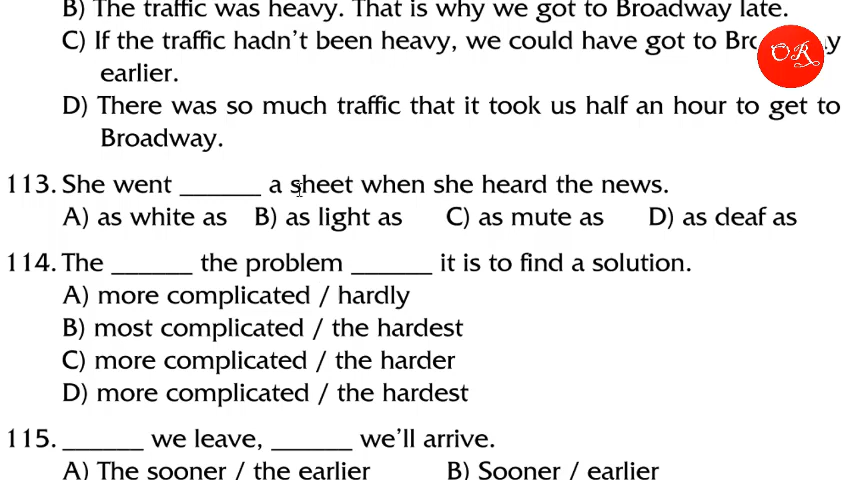 B) The traffic was heavy. That is why we got to Broadway late.
C) If the traffic hadn't been heavy, we could have got to
earlier.
D) There was so much traffic that it took us half an hour to get to
Broadway.
113. She went ______ a sheet when she heard the news.
A) as white as B) as light as C) as mute as D) as deaf as
114. The ______ the problem ______ it is to find a solution.
A) more complicated / hardly
B) most complicated / the hardest
C) more complicated / the harder
D) more complicated / the hardest
115. ______ we leave, ______ we'll arrive.
A) The sooner / the earlier B) Sooner / earlier
OR